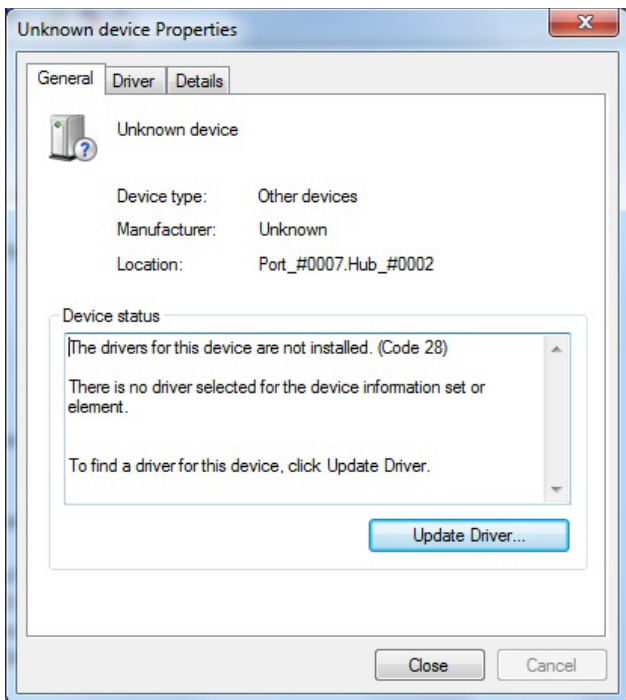 Unknown device Properties
General Driver Details
Unknown device
Device type: Other devices
Manufacturer: Unknown
Location: Port_#0007.Hub_#0002
Device status
The drivers for this device are not installed. (Code 28)
There is no driver selected for the device information set or
element.
To find a driver for this device, click Update Driver.
Update Driver...
Close Cancel